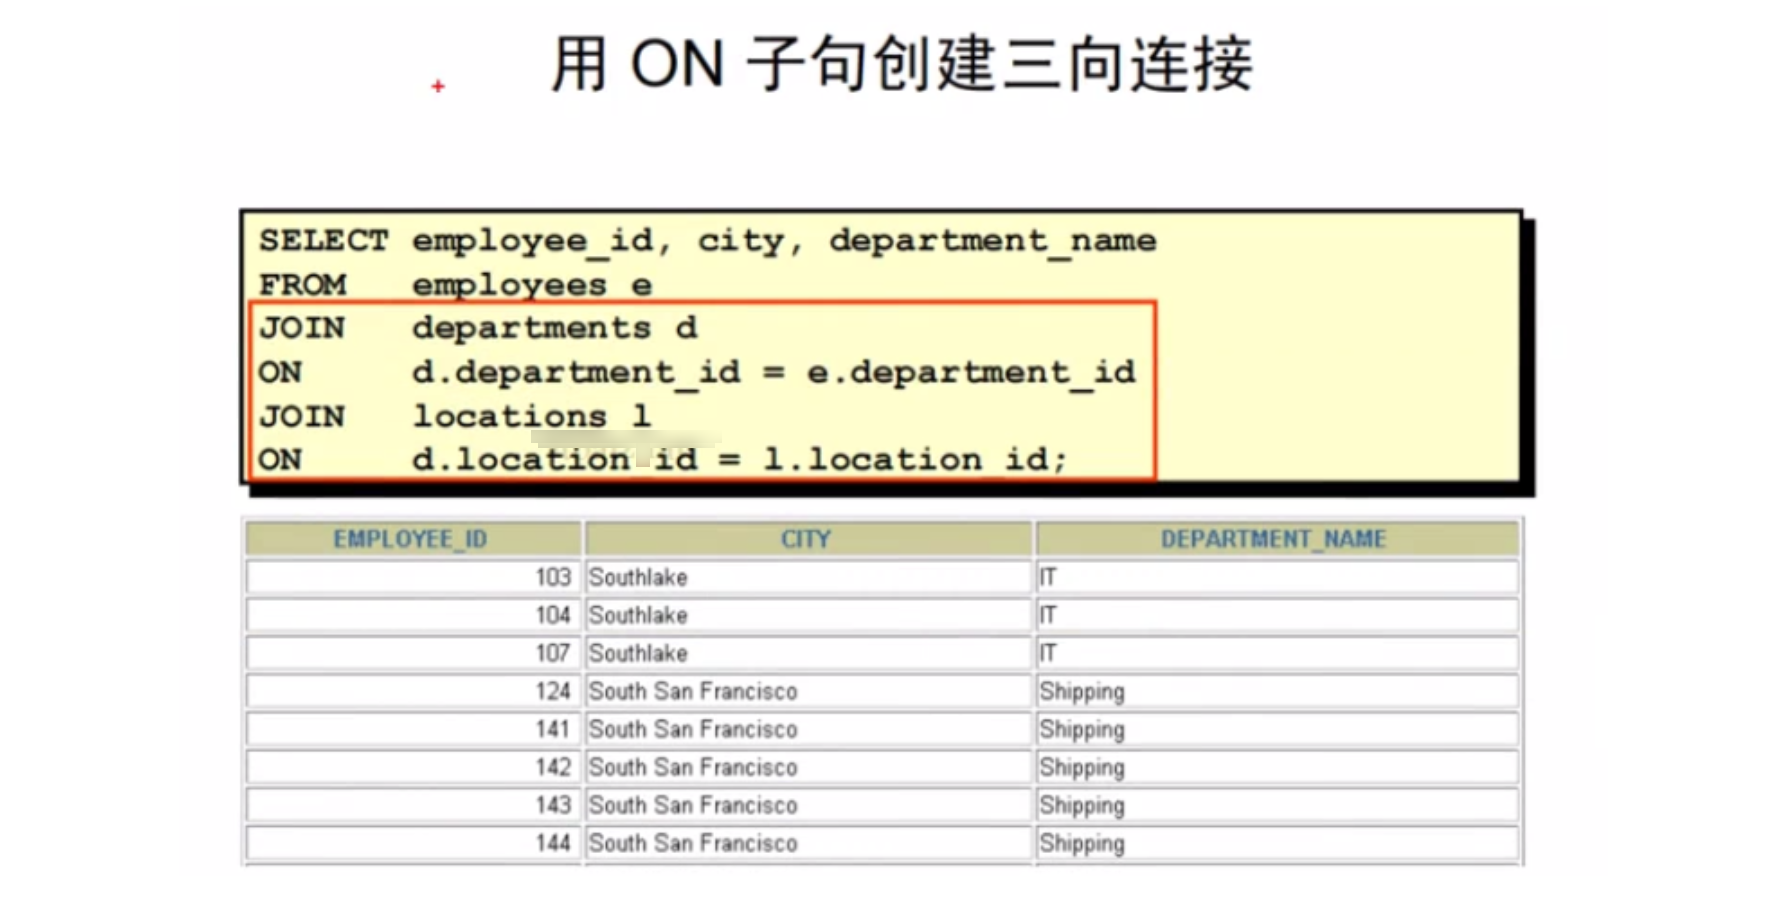 用 ON 子句创建三向连接
SELECT employee_id, city, department_name
FROM employees e
JOIN departments d
ON d.department_id = e.department_id
JOIN locations l
ON d.location_id = l.location_id;
EMPLOYEE_ID CITY DEPARTMENT_NAME
103 Southlake IT
104 Southlake IT
107 Southlake IT
124 South San Francisco Shipping
141 South San Francisco Shipping
142 South San Francisco Shipping
143 South San Francisco Shipping
144 South San Francisco Shipping